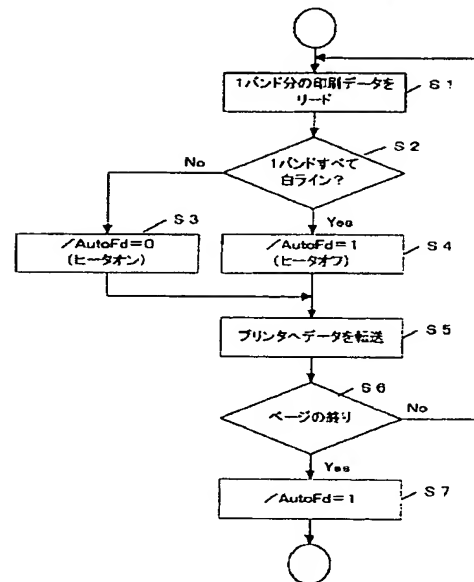 1バンド分の印刷データを
リード
S1
1バンドすべて
白ライン?
S2
No
Yes
／AutoFd＝0
(ヒータオン)
S3
／AutoFd＝1
(ヒータオフ)
S4
プリンタへデータを転送
S5
ページの終り
S6
No
Yes
／AutoFd＝1
S7